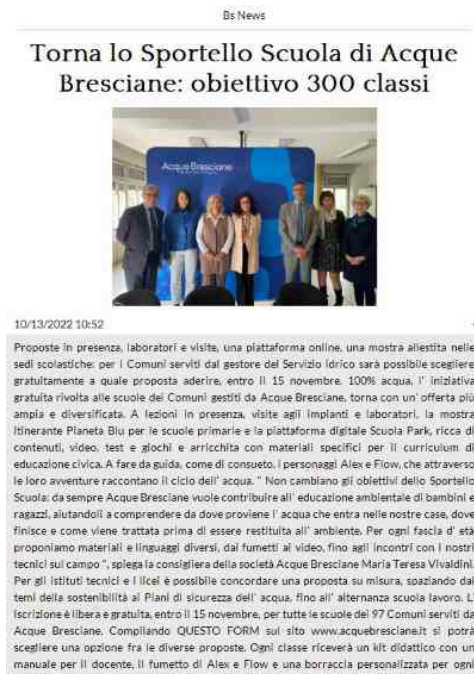 Bs News
Torna lo Sportello Scuola di Acque
Bresciane: obiettivo 300 classi
AcqueBresciane
10/13/2022 10:52
Proposte in presenza, laboratori e visite, una piattaforma online, una mostra allestita nelle
sedi scolastiche: per i Comuni serviti dal gestore del Servizio idrico sarà possibile scegliere
gratuitamente a quale proposta aderire, entro il 15 novembre. 100% acqua, l' iniziativa
gratuita rivolta alle scuole dei Comuni gestiti da Acque Bresciane, torna con un' offerta più
ampia e diversificata. A lezioni in presenza, visite agli impianti e laboratori, la mostra
itinerante Pianeta Blu per le scuole primarie e la piattaforma digitale Scuola Park, ricca di
contenuti, video, test e giochi e arricchita con materiali specifici per il curriculum di
educazione civica. A fare da guida, come di consueto, i personaggi Alex e Flow, che attraverso
le loro avventure raccontano il ciclo dell' acqua. " Non cambiano gli obiettivi dello Sportello
Scuola: da sempre Acque Bresciane vuole contribuire all' educazione ambientale di bambini e
ragazzi, aiutandoli a comprendere da dove proviene l' acqua che entra nelle nostre case, dove
finisce e come viene trattata prima di essere restituita all' ambiente. Per ogni fascia d' età
proponiamo materiali e linguaggi diversi, dai fumetti ai video, fino agli incontri con i nostri
tecnici sul campo ", spiega la consigliera della società Acque Bresciane Maria Teresa Vivaldini.
Per gli istituti tecnici e i licei è possibile concordare una proposta su misura, spaziando dai
temi della sostenibilità ai Piani di sicurezza dell' acqua, fino all' alternanza scuola lavoro. L'
iscrizione è libera e gratuita, entro il 15 novembre, per tutte le scuole dei 97 Comuni serviti da
Acque Bresciane. Compilando QUESTO FORM sul sito www.acquebresciane.it si potrà
scegliere una opzione fra le diverse proposte. Ogni classe riceverà un kit didattico con un
manuale per il docente, il fumetto di Alex e Flow e una borraccia personalizzata per ogni